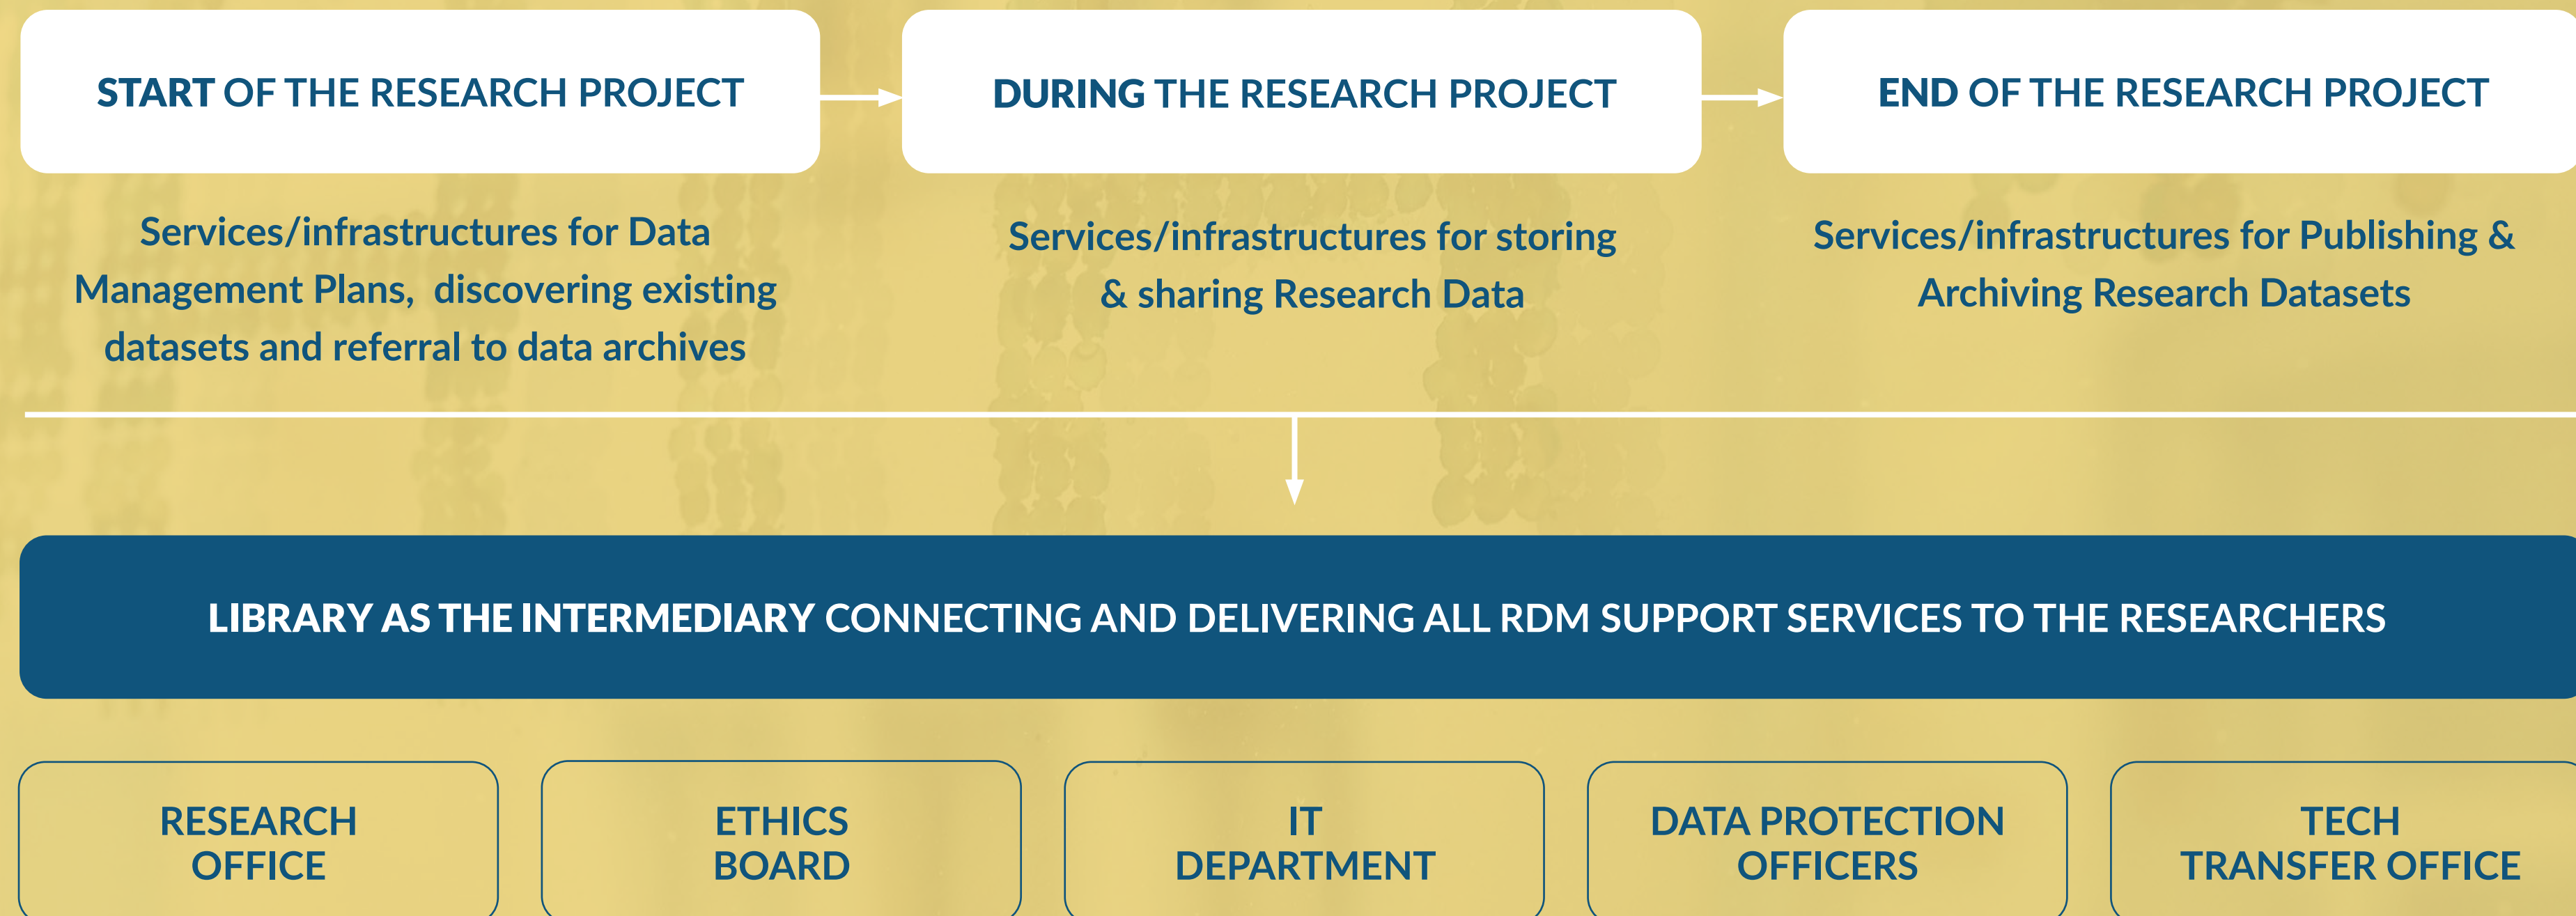 START OF THE RESEARCH PROJECT
DURING THE RESEARCH PROJECT
END OF THE RESEARCH PROJECT
Services/infrastructures for Data
Management Plans,  discovering existing
datasets and referral to data archives
Services/infrastructures for storing
& sharing Research Data
Services/infrastructures for Publishing &
Archiving Research Datasets
LIBRARY AS THE INTERMEDIARY CONNECTING AND DELIVERING ALL RDM SUPPORT SERVICES TO THE RESEARCHERS
RESEARCH
OFFICE
ETHICS
BOARD
IT
DEPARTMENT
DATA PROTECTION
OFFICERS
TECH
TRANSFER OFFICE